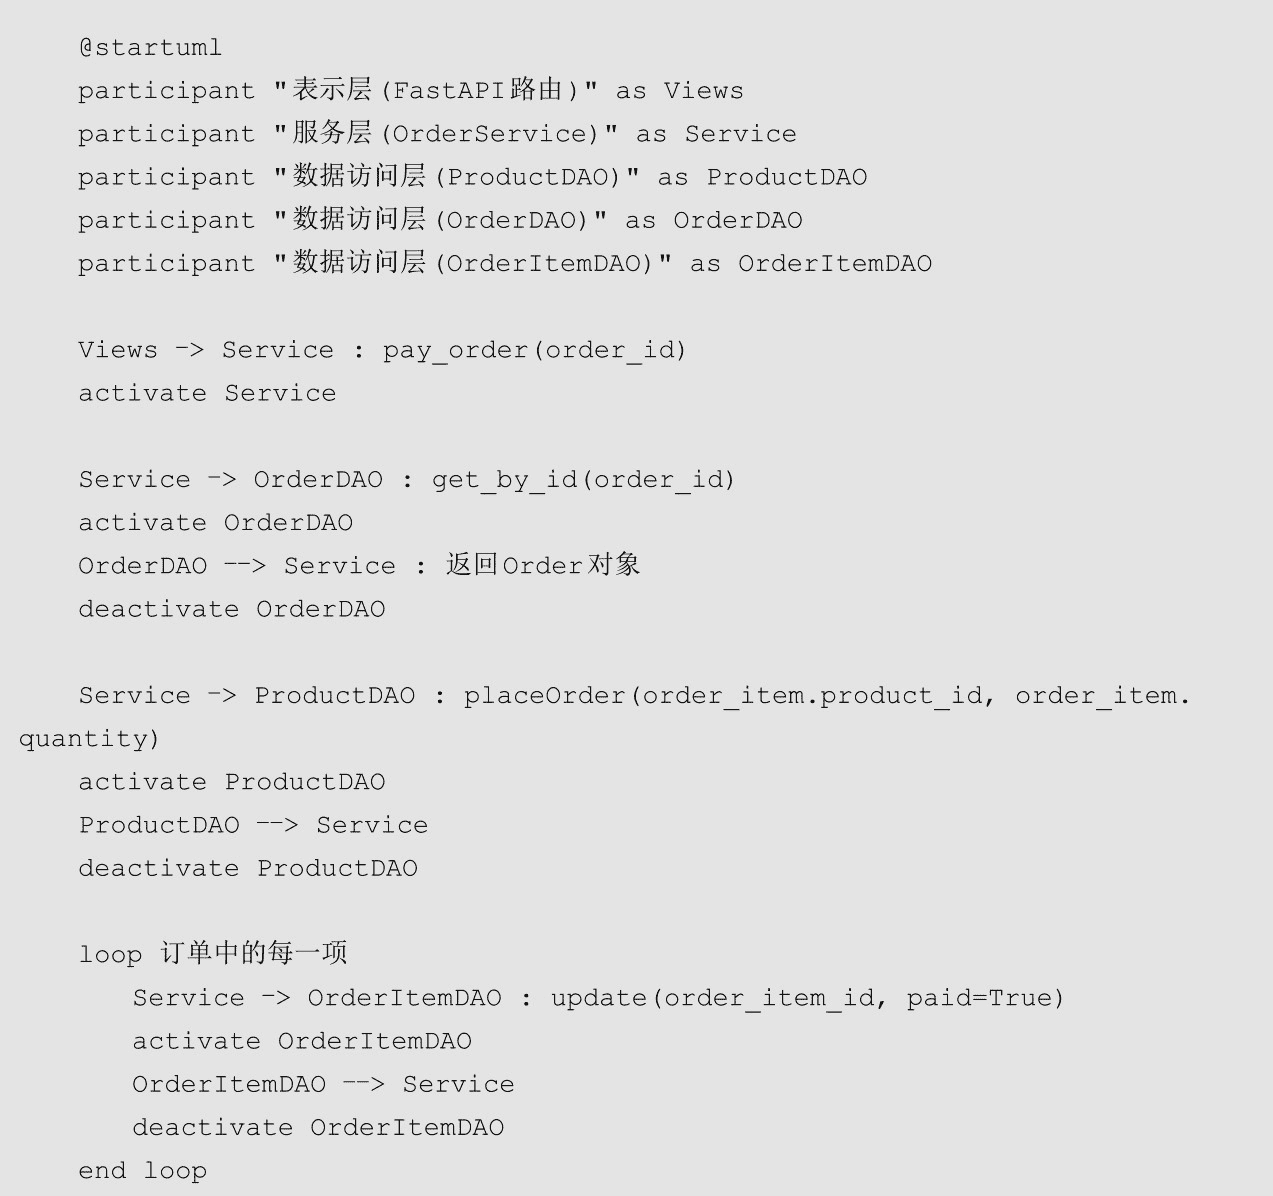 @startuml
participant "表示层(FastAPI路由)" as Views
participant "服务层(OrderService)" as Service
participant "数据访问层(ProductDAO)" as ProductDAO
participant "数据访问层(OrderDAO)" as OrderDAO
participant "数据访问层(OrderItemDAO)" as OrderItemDAO
Views -> Service : pay_order(order_id)
activate Service
Service -> OrderDAO : get_by_id(order_id)
activate OrderDAO
OrderDAO --> Service : 返回Order对象
deactivate OrderDAO
Service -> ProductDAO : placeOrder(order_item.product_id, order_item.
quantity)
activate ProductDAO
ProductDAO --> Service
deactivate ProductDAO
loop 订单中的每一项
Service -> OrderItemDAO : update(order_item_id, paid=True)
activate OrderItemDAO
OrderItemDAO --> Service
deactivate OrderItemDAO
end loop